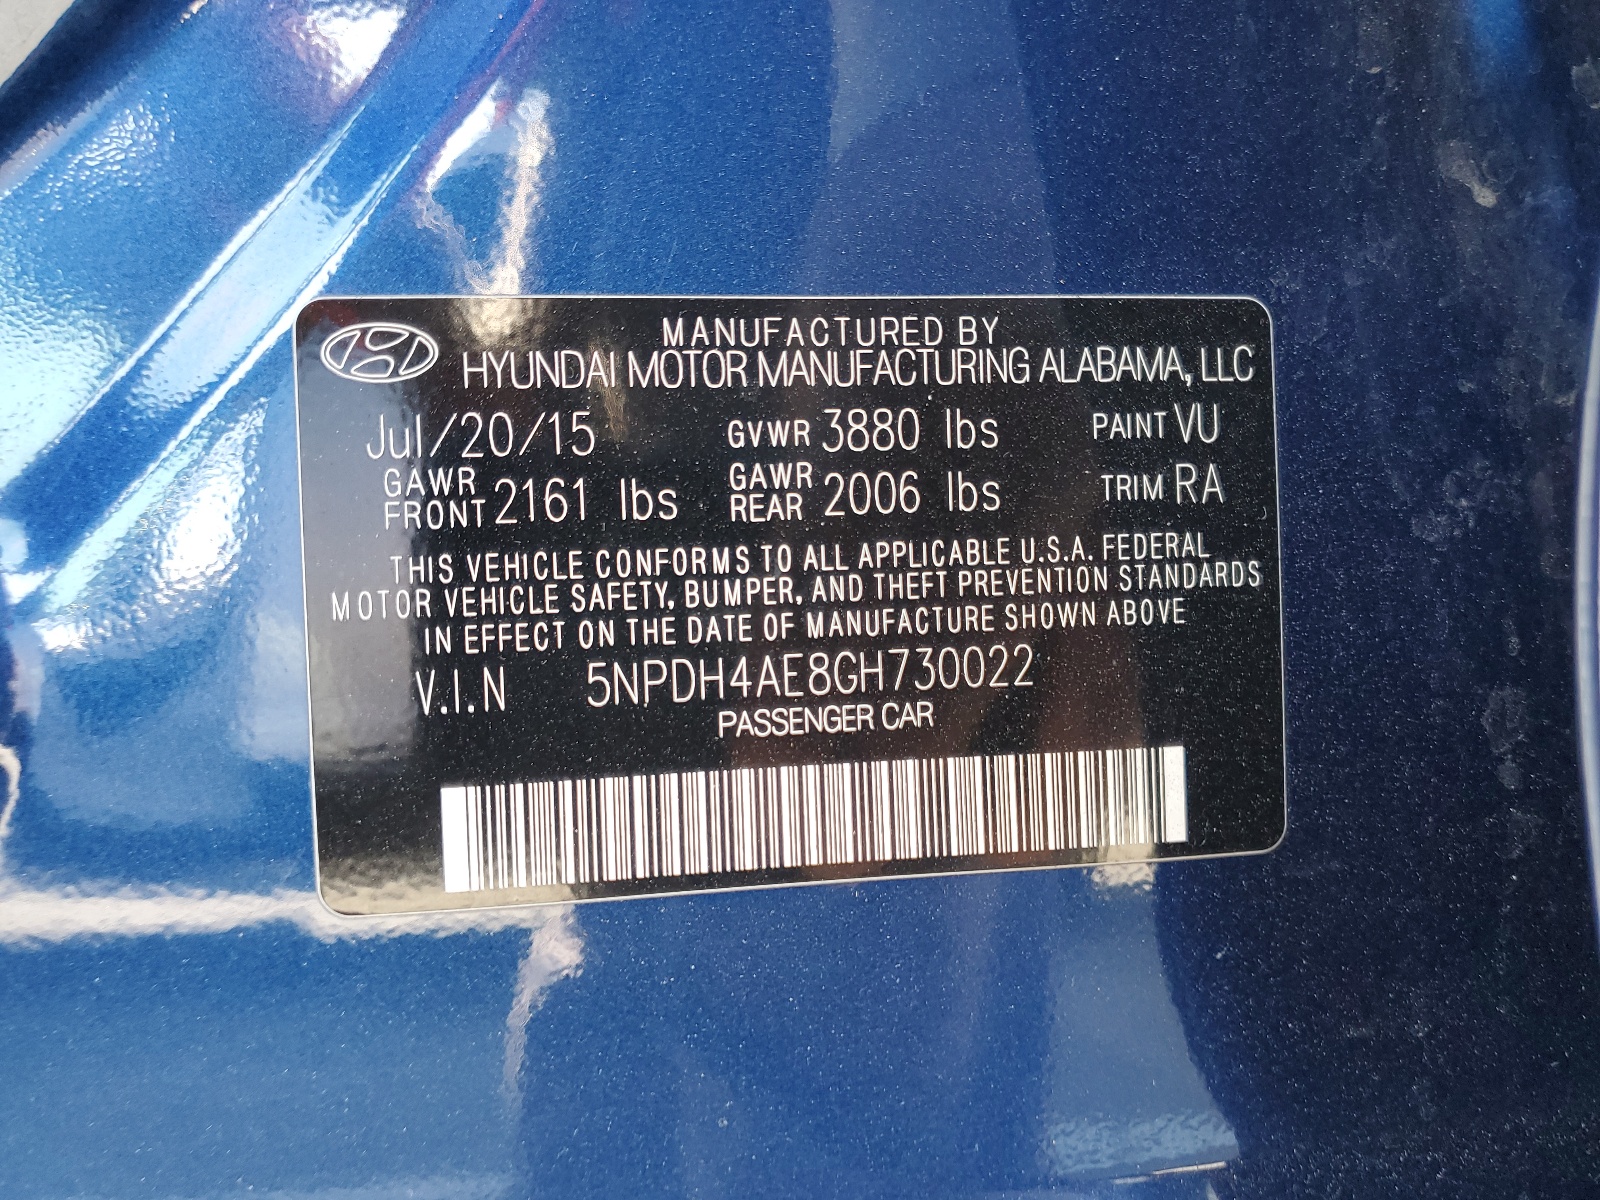 MANUFACTURED BY
HYUNDAI MOTOR MANUFACTURING ALABAMA, LLC
Jul/20/15 GVWR 3880 lbs PAINT VU
GAWR FRONT 2161 lbs GAWR REAR 2006 lbs TRIM RA
THIS VEHICLE CONFORMS TO ALL APPLICABLE U.S.A. FEDERAL
MOTOR VEHICLE SAFETY, BUMPER, AND THEFT PREVENTION STANDARDS
IN EFFECT ON THE DATE OF MANUFACTURE SHOWN ABOVE
V.I.N 5NPDH4AE8GH730022
PASSENGER CAR